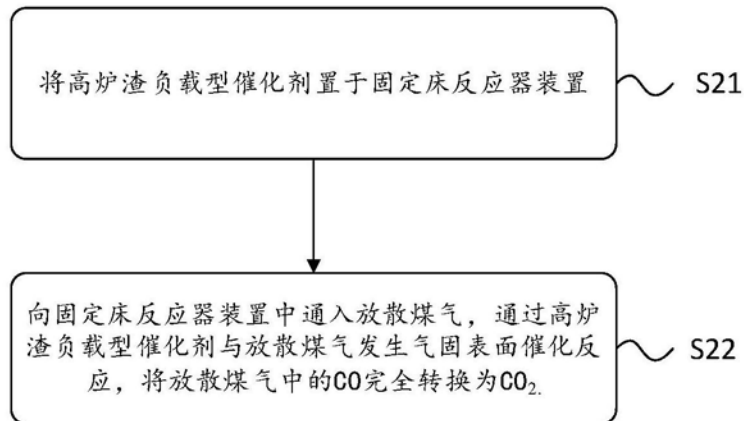 将高炉渣负载型催化剂置于固定床反应器装置
S21
向固定床反应器装置中通入放散煤气，通过高炉
渣负载型催化剂与放散煤气发生气固表面催化反
应，将放散煤气中的CO完全转换为CO₂.
S22